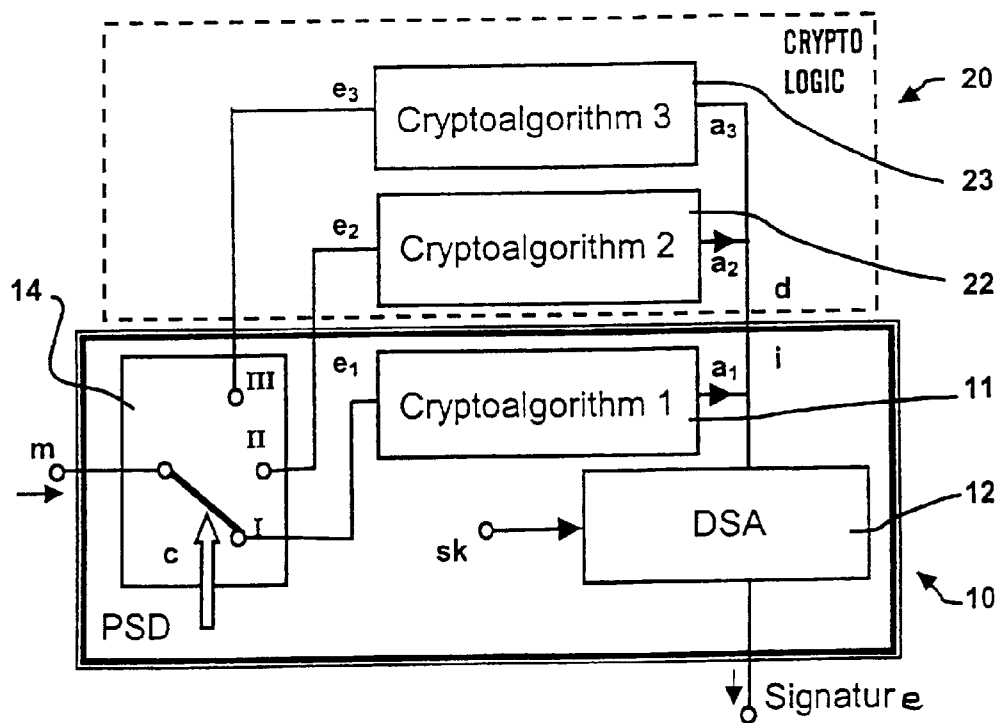 CRYPTO
LOGIC
20
e3
Cryptoalgorithm 3
a3
23
e2
Cryptoalgorithm 2
a2
22
14
d
III
e1
Cryptoalgorithm 1
a1
i
11
m
II
I
c
sk
DSA
12
PSD
10
Signature